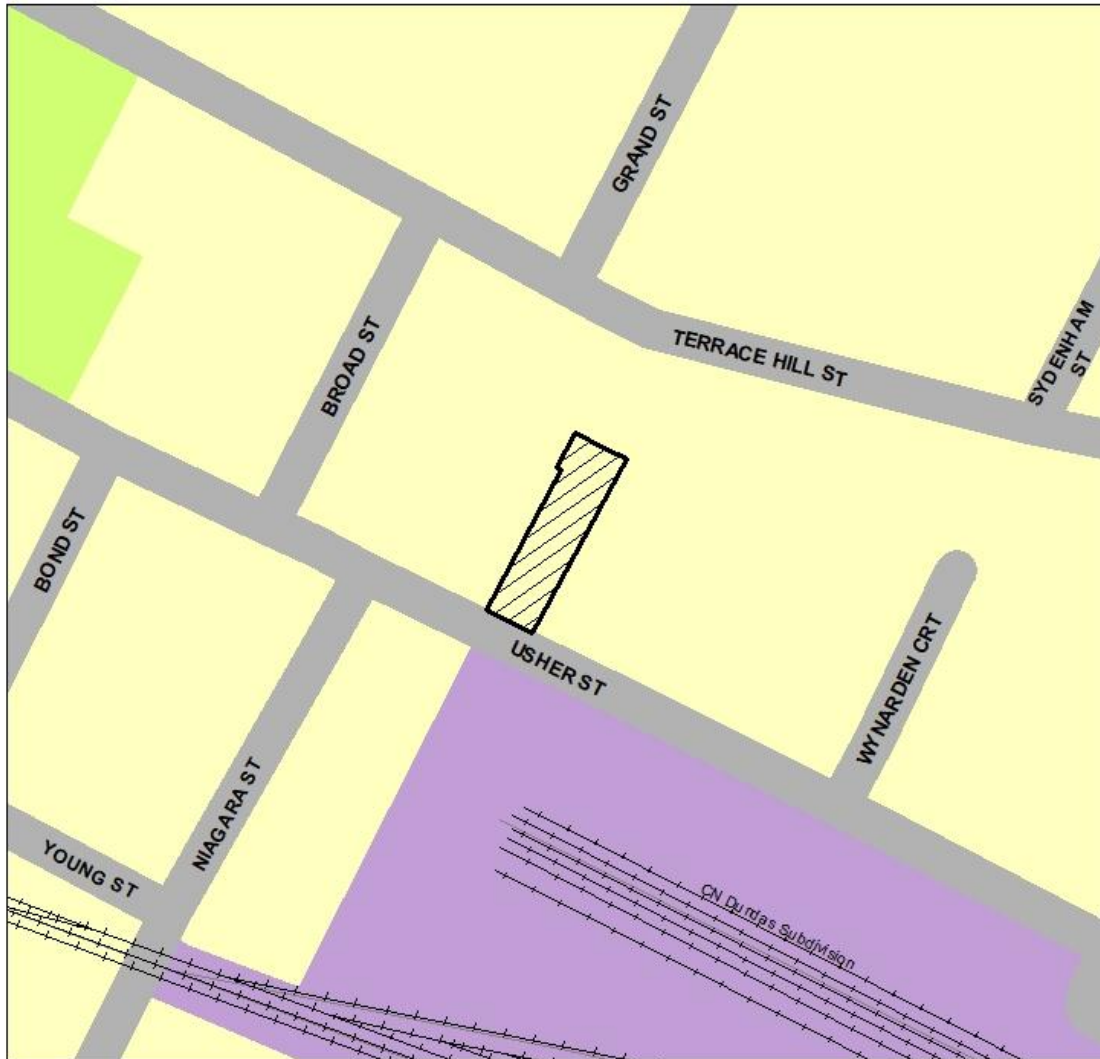 GRAND ST
SYDENHAM
ST
TERRACE HILL ST
BROAD ST
BOND ST
USHER ST
WYNARDEN CRT
NIAGARA ST
YOUNG ST
CN Dundas Subdivision